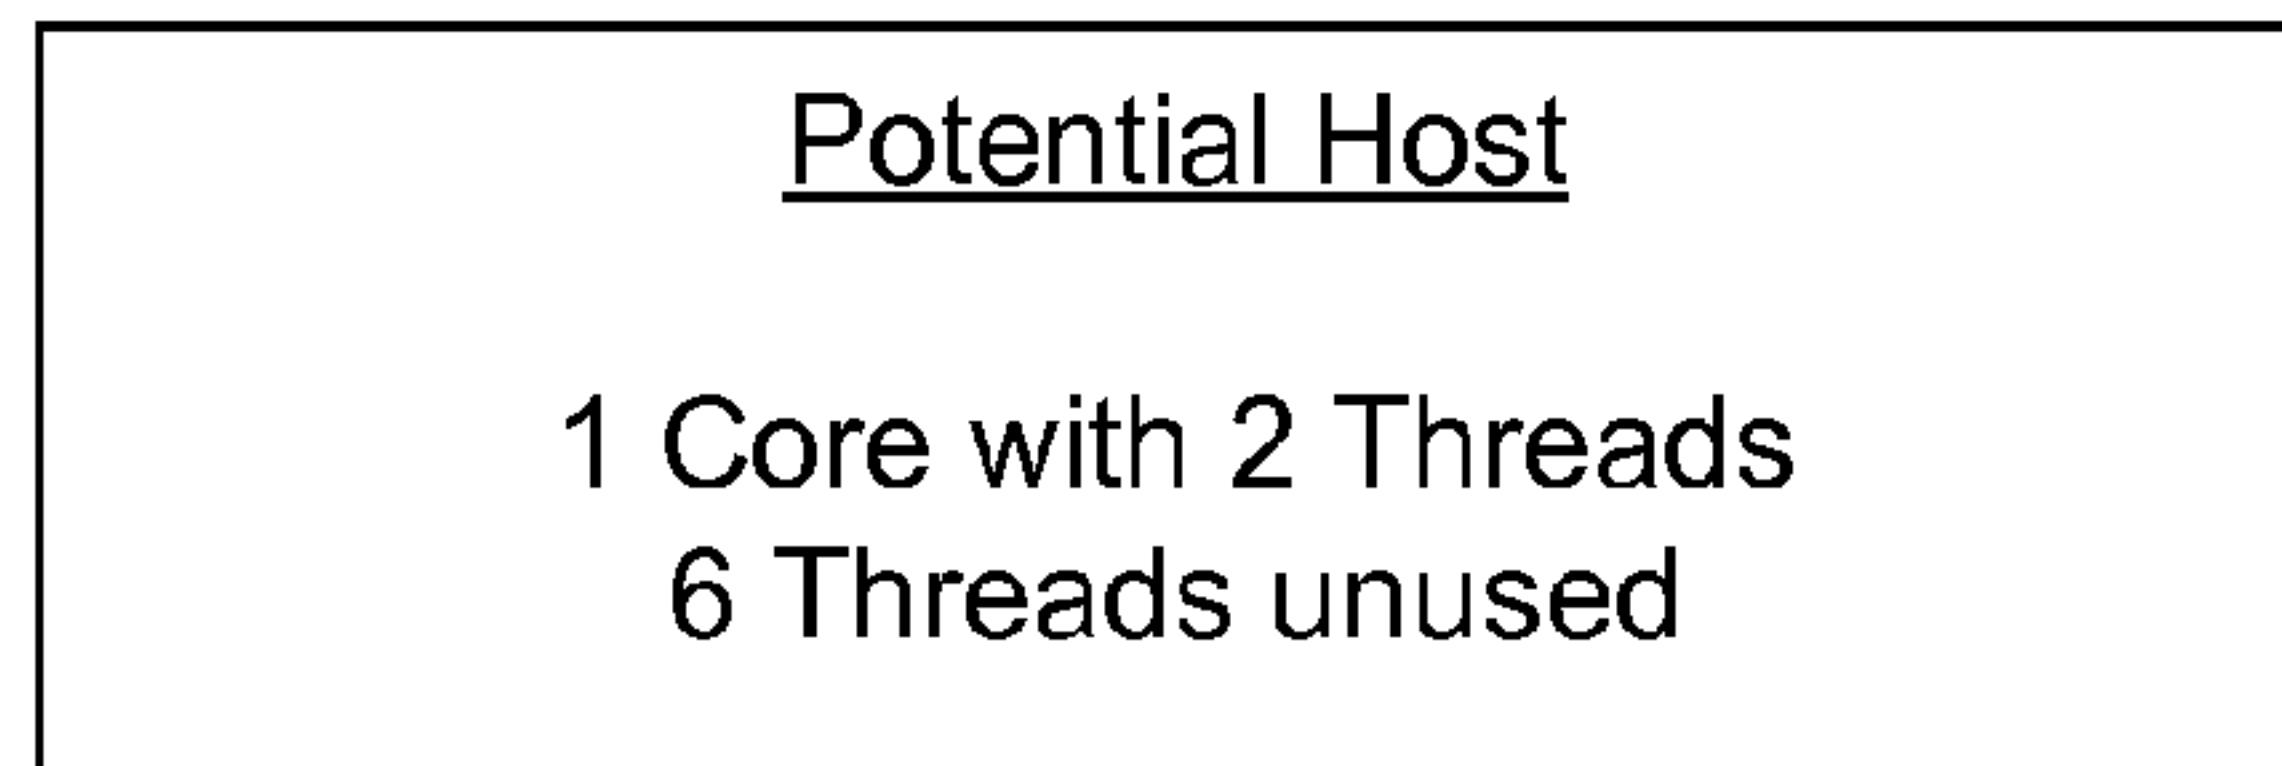 Potential Host
1 Core with 2 Threads
6 Threads unused